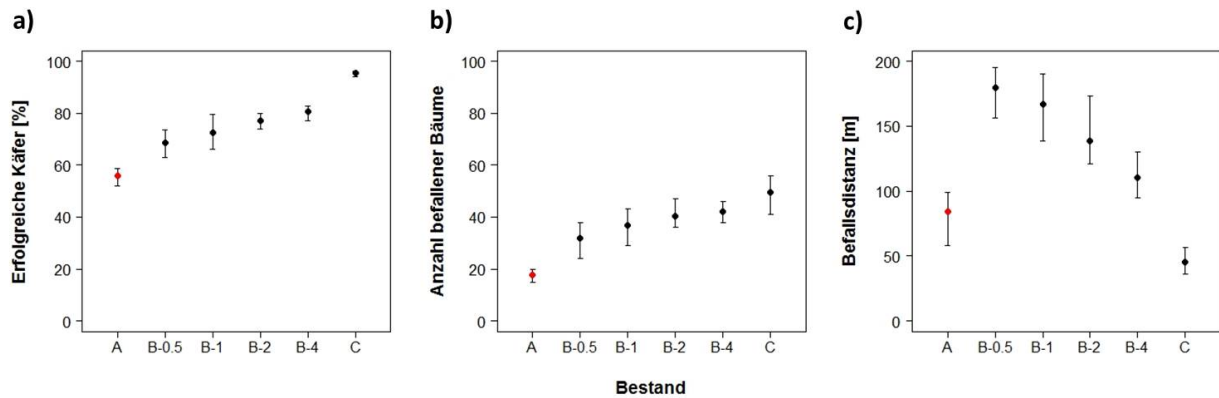 a)
Erfolgreiche Käfer [%]
100
80
60
40
20
0
A B-0.5 B-1 B-2 B-4 C
b)
Anzahl befallener Bäume
100
80
60
40
20
0
A B-0.5 B-1 B-2 B-4 C
c)
Befallsdistanz [m]
200
150
100
50
0
A B-0.5 B-1 B-2 B-4 C
Bestand